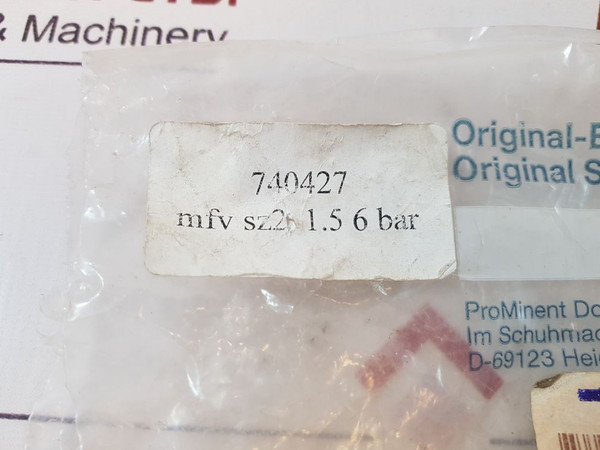 & Machinery
740427
mfv sz2 1.5 6 bar
Original-E
Original S
ProMinent Do
Im Schuhmac
D-69123 Hei